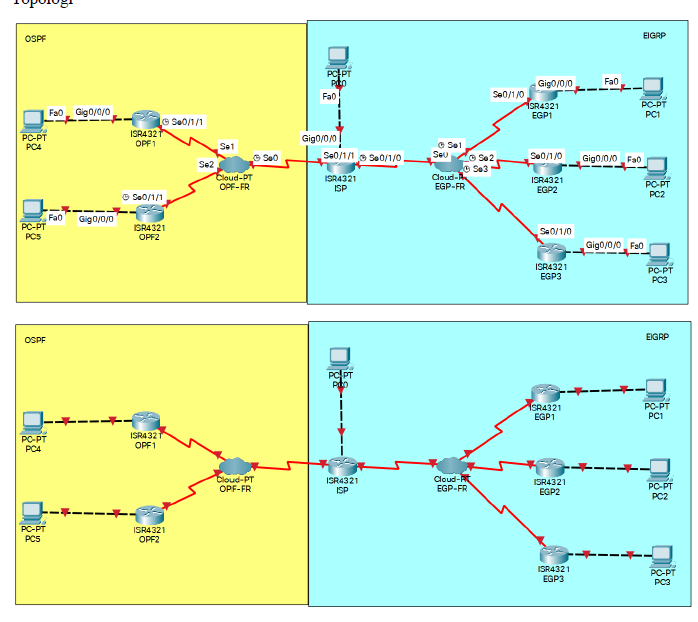 Topologi
OSPF
EIGRP
PC-PT
PC0
Fa0
Gig0/0/0
Se0/1/1
Se0/1/0
ISR4321
ISP
Fa0
Gig0/0/0
PC-PT
PC4
ISR4321
OPF1
Se0/1/1
Se1
Se2
Se0
Cloud-PT
OPF-FR
Se0/1/1
PC-PT
PC5
Fa0
Gig0/0/0
ISR4321
OPF2
Se1
Se0
Se2
Se3
Cloud-PT
EGP-FR
Se0/1/0
Gig0/0/0
Fa0
ISR4321
EGP1
PC-PT
PC1
Se0/1/0
Gig0/0/0
Fa0
ISR4321
EGP2
PC-PT
PC2
Se0/1/0
Gig0/0/0
Fa0
ISR4321
EGP3
PC-PT
PC3
OSPF
EIGRP
PC-PT
PC0
PC-PT
PC4
ISR4321
OPF1
Cloud-PT
OPF-FR
PC-PT
PC5
ISR4321
OPF2
ISR4321
ISP
Cloud-PT
EGP-FR
ISR4321
EGP1
PC-PT
PC1
ISR4321
EGP2
PC-PT
PC2
ISR4321
EGP3
PC-PT
PC3